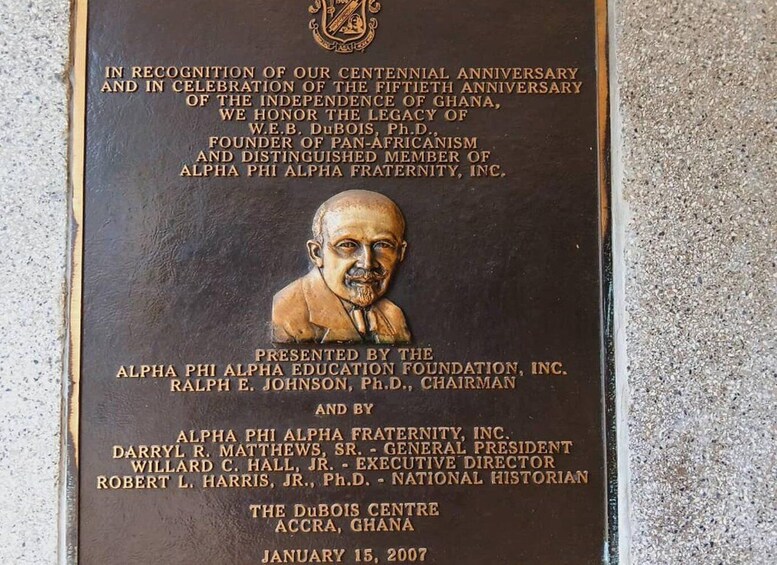 IN RECOGNITION OF OUR CENTENNIAL ANNIVERSARY
AND IN CELEBRATION OF THE FIFTIETH ANNIVERSARY
OF THE INDEPENDENCE OF GHANA,
WE HONOR THE LEGACY OF
W.E.B. DuBOIS, Ph.D.,
FOUNDER OF PAN-AFRICANISM
AND DISTINGUISHED MEMBER OF
ALPHA PHI ALPHA FRATERNITY, INC.
PRESENTED BY THE
ALPHA PHI ALPHA EDUCATION FOUNDATION, INC.
RALPH E. JOHNSON, Ph.D., CHAIRMAN
AND BY
ALPHA PHI ALPHA FRATERNITY, INC.
DARRYL R. MATTHEWS, SR. - GENERAL PRESIDENT
WILLARD C. HALL, JR. - EXECUTIVE DIRECTOR
ROBERT L. HARRIS, JR., Ph.D. - NATIONAL HISTORIAN
THE DuBOIS CENTRE
ACCRA, GHANA
JANUARY 15, 2007